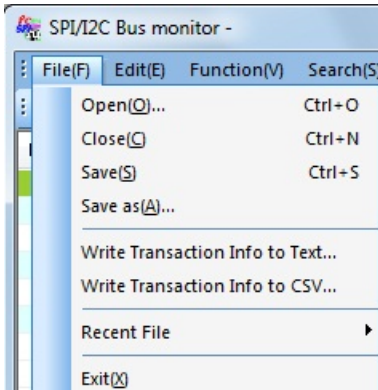 SPI/I2C Bus monitor -
File(F) Edit(E) Function(V) Search(S)
Open(O)... Ctrl+O
Close(C) Ctrl+N
Save(S) Ctrl+S
Save as(A)...
Write Transaction Info to Text...
Write Transaction Info to CSV...
Recent File
Exit(X)